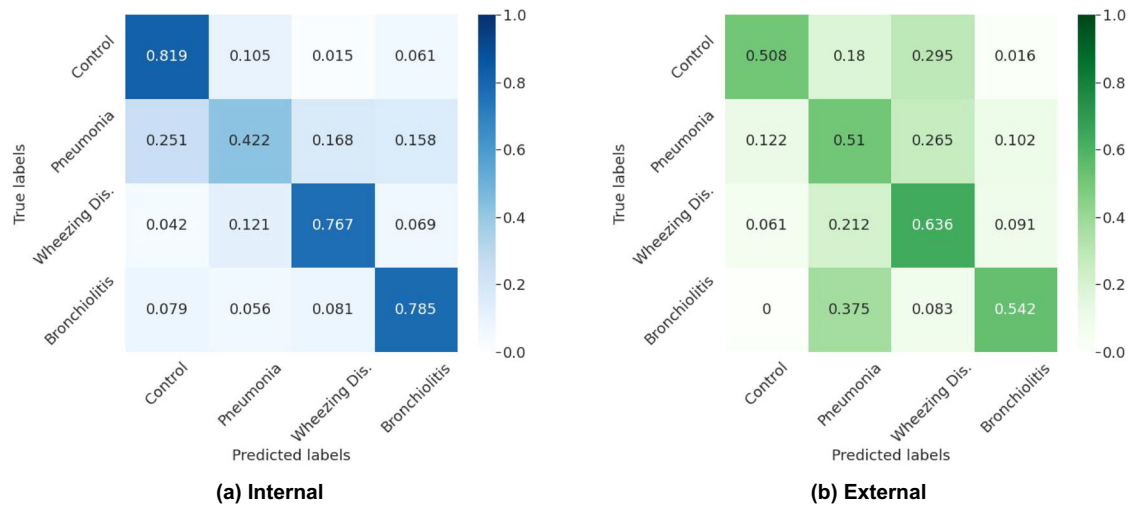 True labels
Control
Pneumonia
Wheezing Dis.
Bronchiolitis
0.819 0.105 0.015 0.061
0.251 0.422 0.168 0.158
0.042 0.121 0.767 0.069
0.079 0.056 0.081 0.785
Control Pneumonia Wheezing Dis. Bronchiolitis
Predicted labels
1.0
0.8
0.6
0.4
0.2
0.0
(a) Internal
True labels
Control
Pneumonia
Wheezing Dis.
Bronchiolitis
0.508 0.18 0.295 0.016
0.122 0.51 0.265 0.102
0.061 0.212 0.636 0.091
0 0.375 0.083 0.542
Control Pneumonia Wheezing Dis. Bronchiolitis
Predicted labels
1.0
0.8
0.6
0.4
0.2
0.0
(b) External